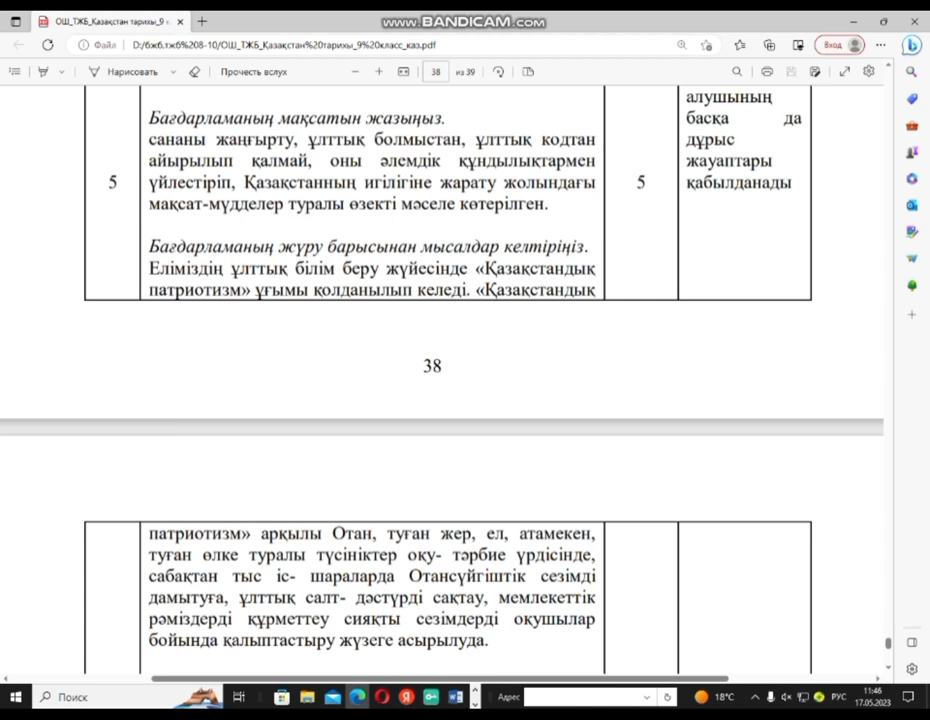 ОШ_ТЖБ_Қазақстан тарихы_9
www.BANDICAM.com
Файл
D:/бжб.тжб%208-10/ОШ_ТЖБ_Қазақстан%20тарихы_9%20класс_каз.pdf
Вход
Нарисовать
Прочесть вслух
38
из 39
алушының
басқа да
дұрыс
жауаптары
қабылданады
5
Бағдарламаның мақсатын жазыңыз.
сананы жаңғырту, ұлттық болмыстан, ұлттық кодтан
айырылып қалмай, оны әлемдік құндылықтармен
үйлестіріп, Қазақстанның игілігіне жарату жолындағы
мақсат-мүдделер туралы өзекті мәселе көтерілген.
Бағдарламаның жүру барысынан мысалдар келтіріңіз.
Еліміздің ұлттық білім беру жүйесінде «Қазақстандық
патриотизм» ұғымы қолданылып келеді. «Қазақстандық
5
38
патриотизм» арқылы Отан, туған жер, ел, атамекен,
туған өлке туралы түсініктер оқу- тәрбие үрдісінде,
сабақтан тыс іс- шараларда Отансүйгіштік сезімді
дамытуға, ұлттық салт- дәстүрді сақтау, мемлекеттік
рәміздерді құрметтеу сияқты сезімдерді оқушылар
бойында қалыптастыру жүзеге асырылуда.
Поиск
Адрес
18°C
РУС
11:46
17.05.2023